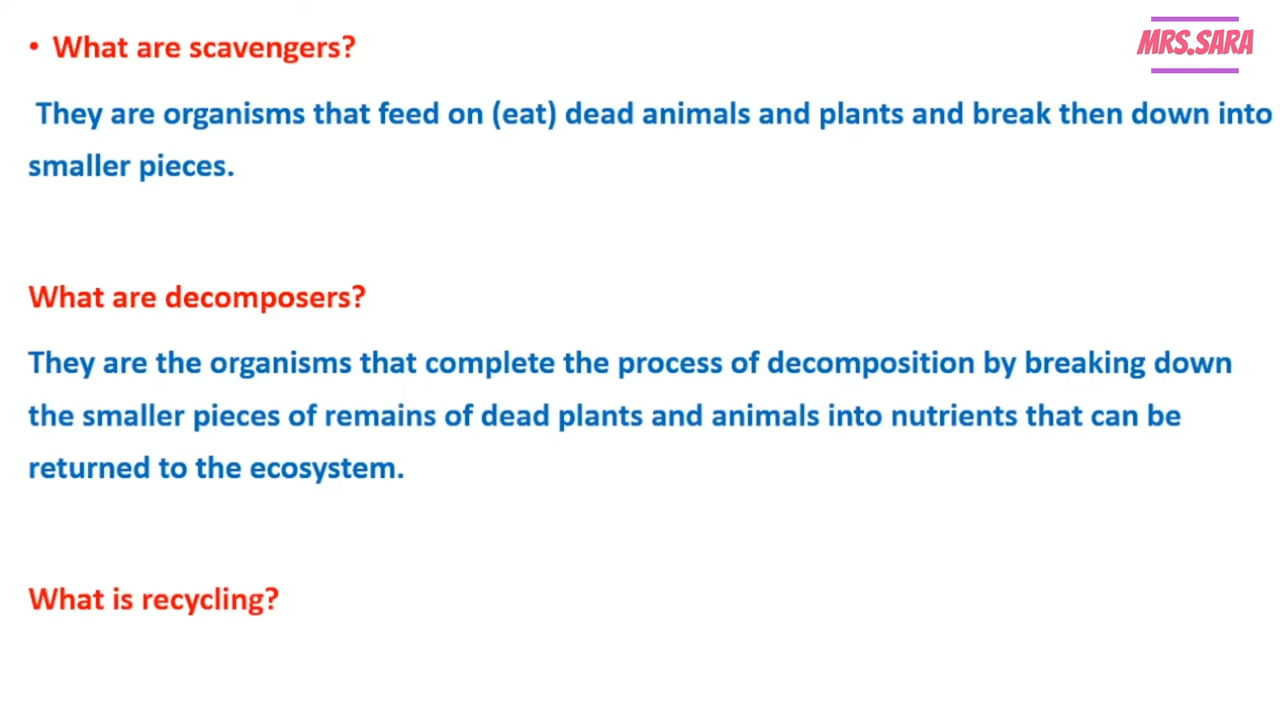 MRS.SARA
• What are scavengers?
They are organisms that feed on (eat) dead animals and plants and break then down into
smaller pieces.
What are decomposers?
They are the organisms that complete the process of decomposition by breaking down
the smaller pieces of remains of dead plants and animals into nutrients that can be
returned to the ecosystem.
What is recycling?